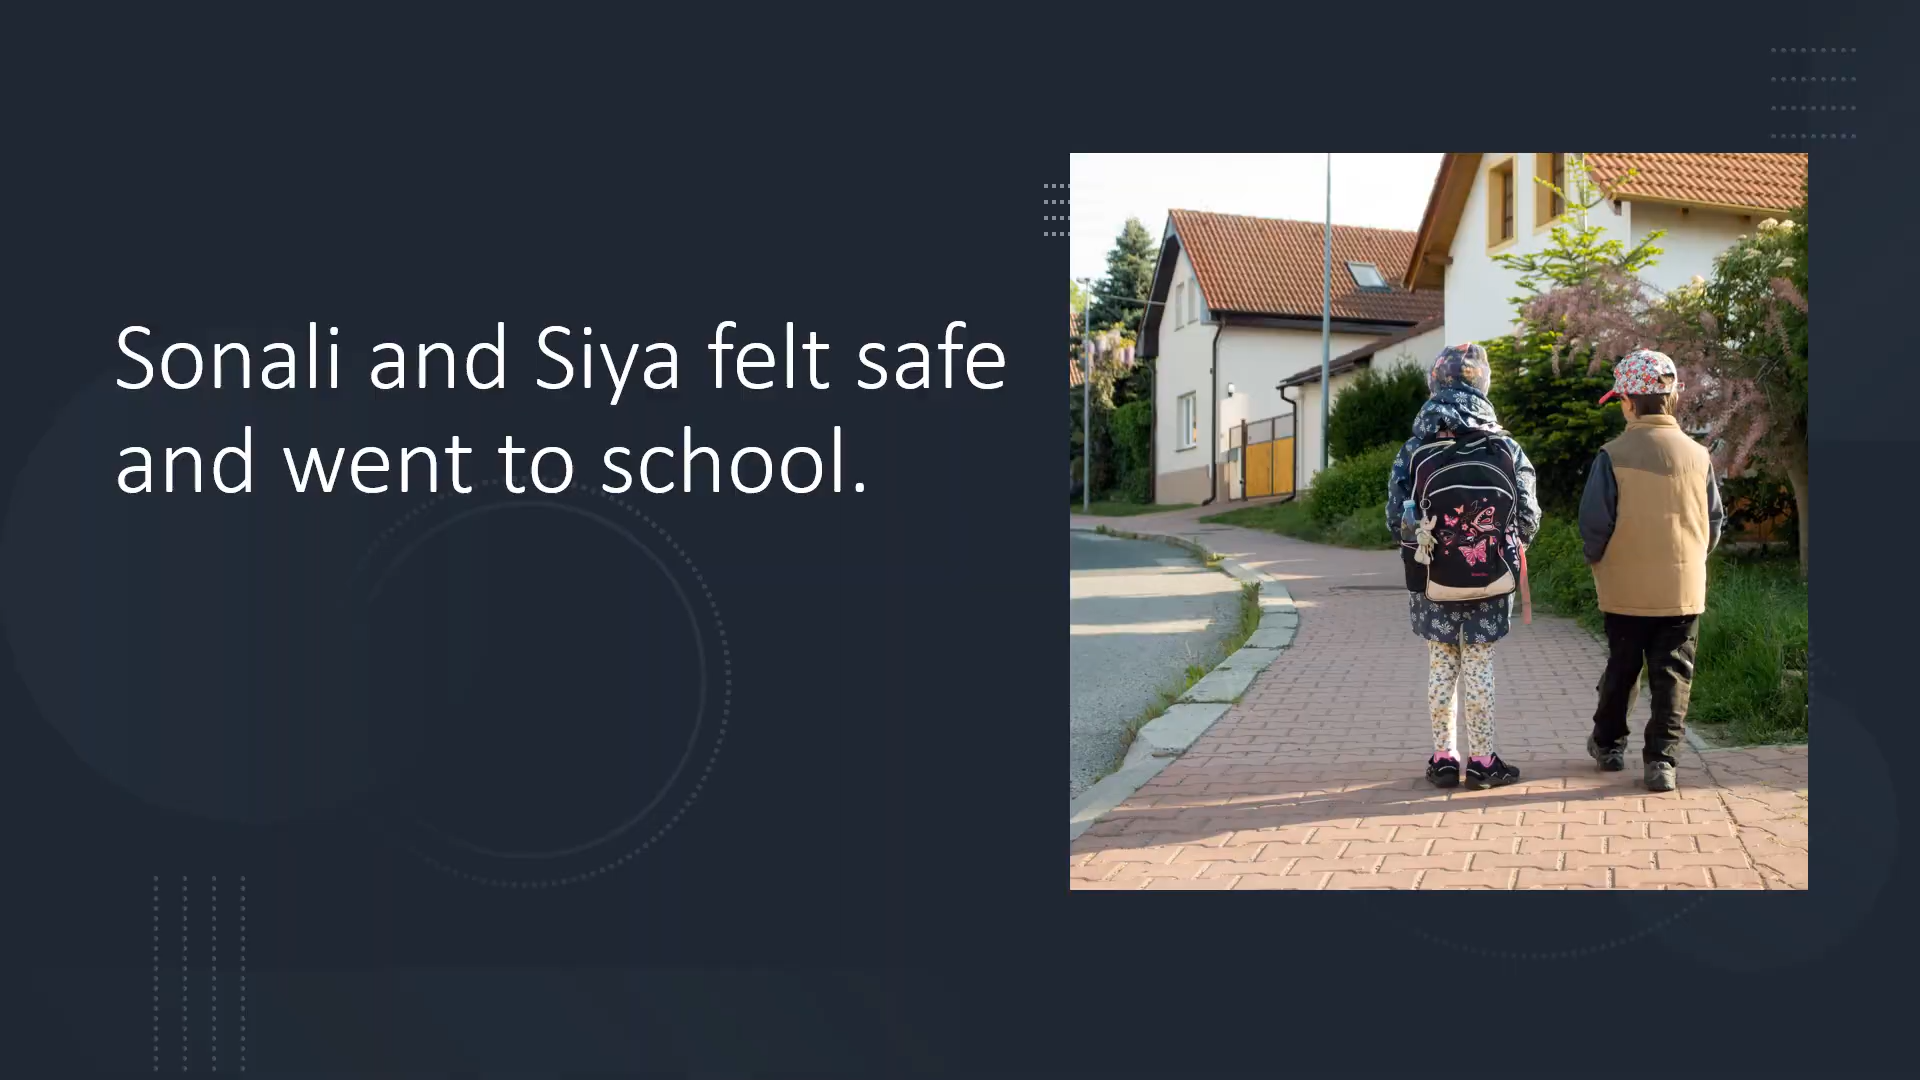 Sonali and Siya felt safe
and went to school.